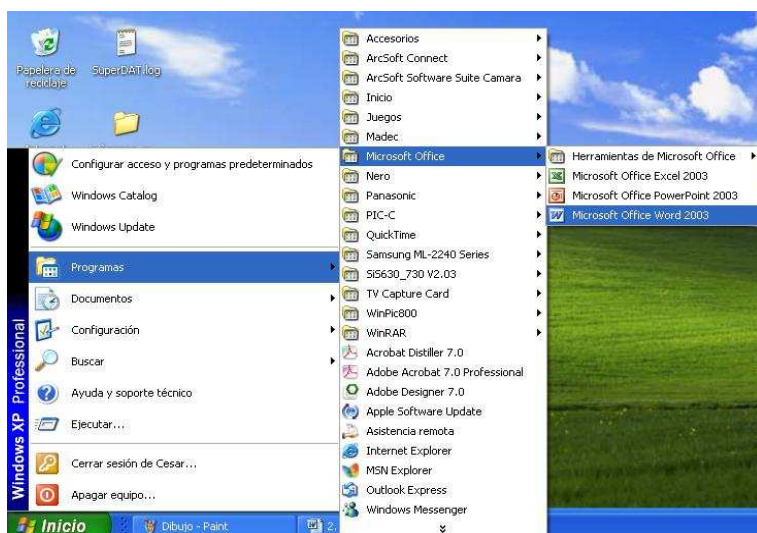 Papelera de
reciclaje
SuperDAT.log
Windows XP Professional
Configurar acceso y programas predeterminados
Windows Catalog
Windows Update
Programas
Documentos
Configuración
Buscar
Ayuda y soporte técnico
Ejecutar...
Cerrar sesión de Cesar...
Apagar equipo...
Accesorios
ArcSoft Connect
ArcSoft Software Suite Camara
Inicio
Juegos
Madec
Microsoft Office
Nero
Panasonic
PIC-C
QuickTime
Samsung ML-2240 Series
SiS630_730 V2.03
TV Capture Card
WinPic800
WinRAR
Acrobat Distiller 7.0
Adobe Acrobat 7.0 Professional
Adobe Designer 7.0
Apple Software Update
Asistencia remota
Internet Explorer
MSN Explorer
Outlook Express
Windows Messenger
Herramientas de Microsoft Office
Microsoft Office Excel 2003
Microsoft Office PowerPoint 2003
Microsoft Office Word 2003
Inicio
Dibujo - Paint
2.